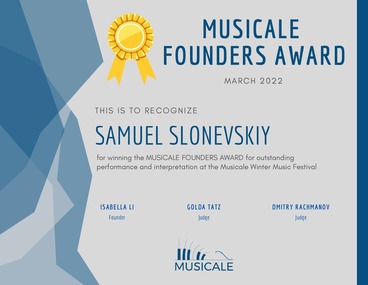 MUSICALE
FOUNDERS AWARD
MARCH 2022
THIS IS TO RECOGNIZE
SAMUEL SLONEVSKIY
for winning the MUSICALE FOUNDERS AWARD for outstanding
performance and interpretation at the Musicale Winter Music Festival
ISABELLA LI
Founder
GOLDA TATZ
Judge
DMITRY RACHMANOV
Judge
MUSICALE